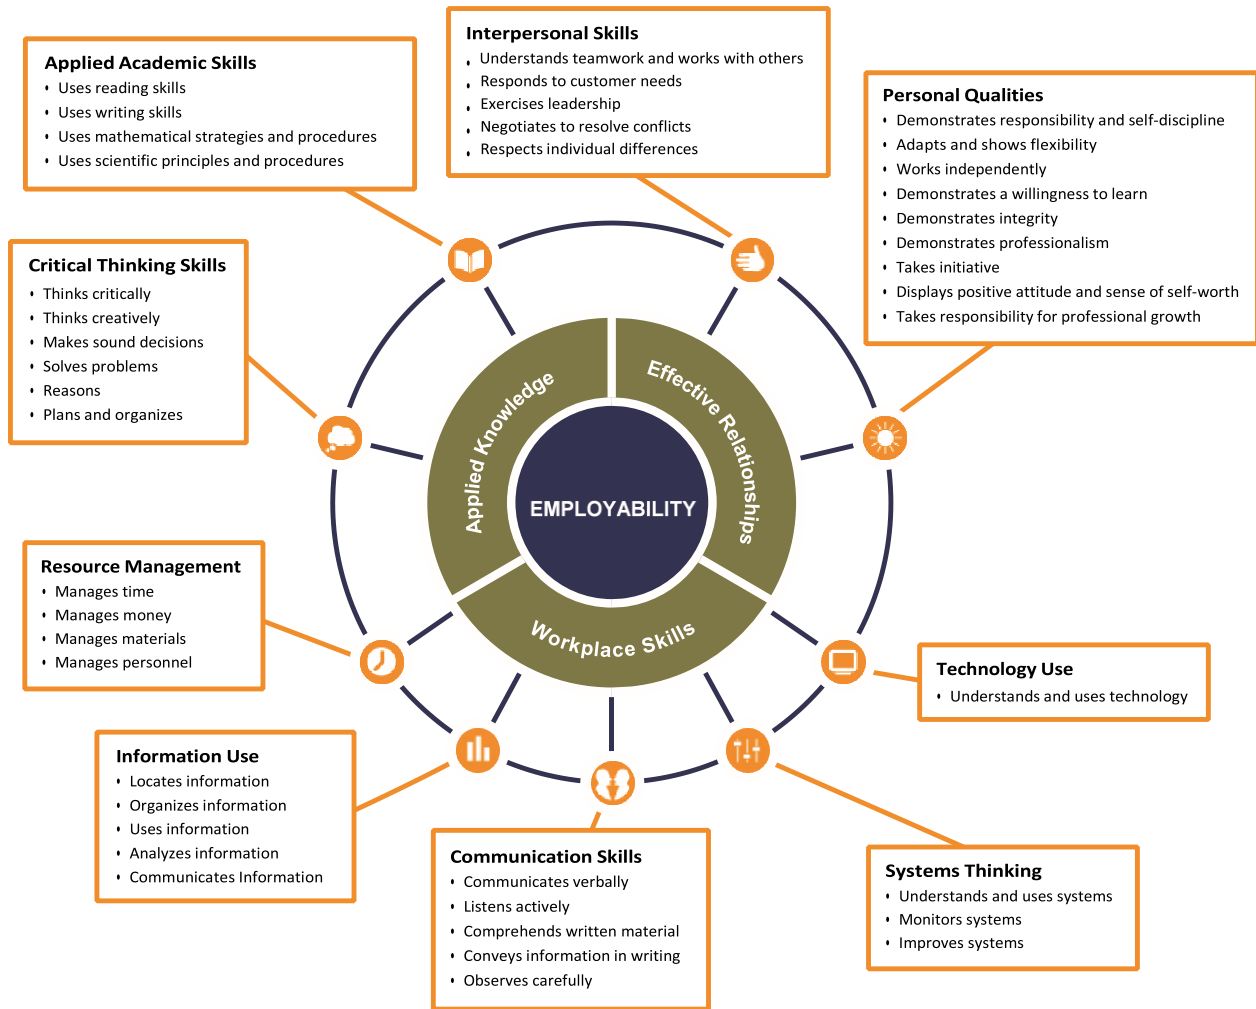 Interpersonal Skills
• Understands teamwork and works with others
• Responds to customer needs
• Exercises leadership
• Negotiates to resolve conflicts
• Respects individual differences
Applied Academic Skills
• Uses reading skills
• Uses writing skills
• Uses mathematical strategies and procedures
• Uses scientific principles and procedures
Personal Qualities
• Demonstrates responsibility and self-discipline
• Adapts and shows flexibility
• Works independently
• Demonstrates a willingness to learn
• Demonstrates integrity
• Demonstrates professionalism
• Takes initiative
• Displays positive attitude and sense of self-worth
• Takes responsibility for professional growth
Critical Thinking Skills
• Thinks critically
• Thinks creatively
• Makes sound decisions
• Solves problems
• Reasons
• Plans and organizes
Applied Knowledge
Effective Relationships
EMPLOYABILITY
Workplace Skills
Resource Management
• Manages time
• Manages money
• Manages materials
• Manages personnel
Technology Use
• Understands and uses technology
Information Use
• Locates information
• Organizes information
• Uses information
• Analyzes information
• Communicates Information
Communication Skills
• Communicates verbally
• Listens actively
• Comprehends written material
• Conveys information in writing
• Observes carefully
Systems Thinking
• Understands and uses systems
• Monitors systems
• Improves systems